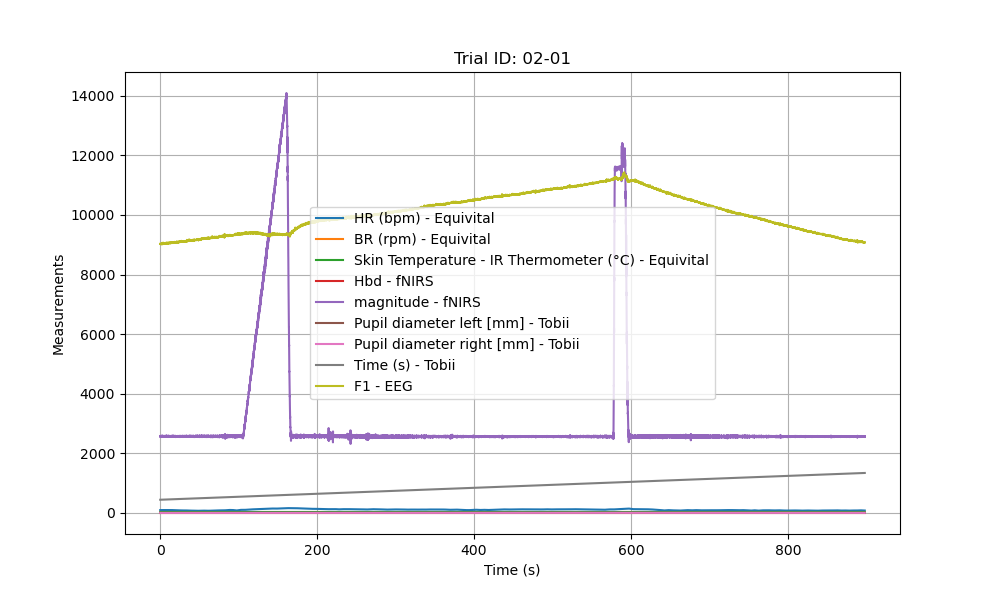 Trial ID: 02-01
14000
12000
10000
8000
6000
4000
2000
0
Measurements
HR (bpm) - Equivital
BR (rpm) - Equivital
Skin Temperature - IR Thermometer (°C) - Equivital
Hbd - fNIRS
magnitude - fNIRS
Pupil diameter left [mm] - Tobii
Pupil diameter right [mm] - Tobii
Time (s) - Tobii
F1 - EEG
0 200 400 600 800
Time (s)